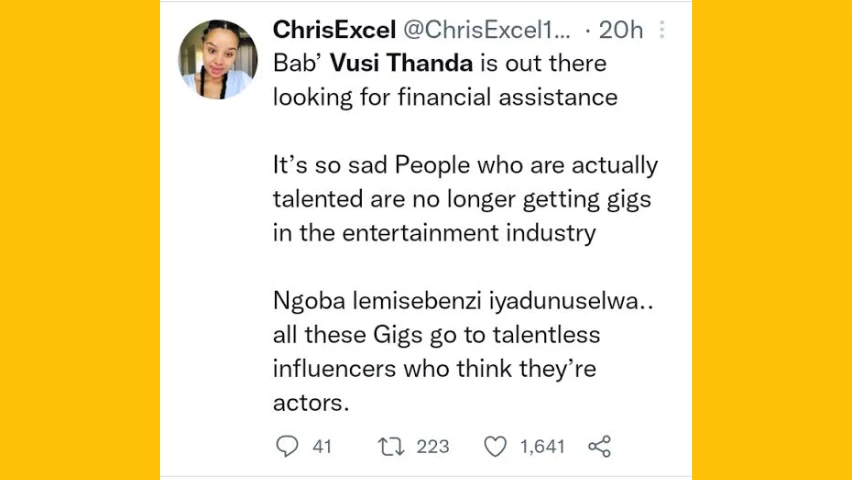 ChrisExcel @ChrisExcel1... · 20h
Bab’ Vusi Thanda is out there
looking for financial assistance
It’s so sad People who are actually
talented are no longer getting gigs
in the entertainment industry
Ngoba lemisebenzi iyadunuselwa..
all these Gigs go to talentless
influencers who think they’re
actors.
41 223 1,641